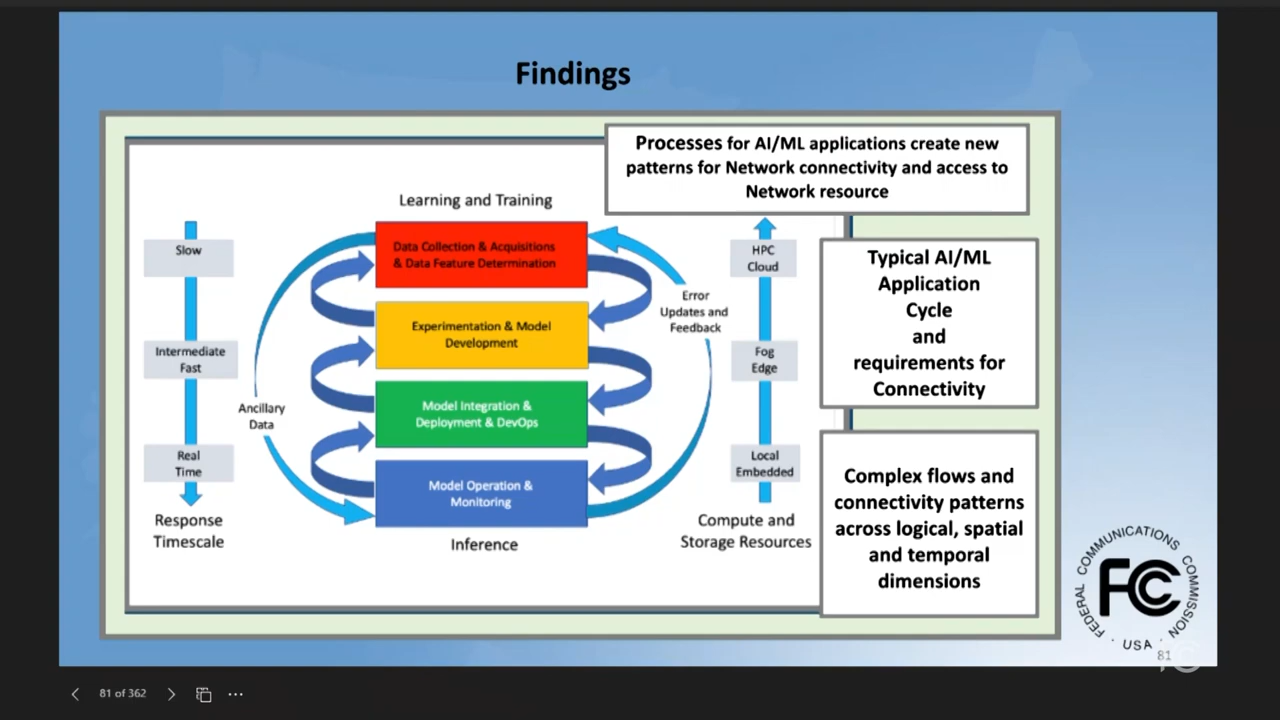 Findings
Processes for AI/ML applications create new
patterns for Network connectivity and access to
Network resource
Learning and Training
Slow
Intermediate
Fast
Real
Time
Response
Timescale
Ancillary
Data
Data Collection & Acquisitions
& Data Feature Determination
Experimentation & Model
Development
Model Integration &
Deployment & DevOps
Model Operation &
Monitoring
Inference
Error
Updates and
Feedback
HPC
Cloud
Fog
Edge
Local
Embedded
Compute and
Storage Resources
Typical AI/ML
Application
Cycle
and
requirements for
Connectivity
Complex flows and
connectivity patterns
across logical, spatial
and temporal
dimensions
FEDERAL COMMUNICATIONS COMMISSION
FCC
· USA ·
81
81 of 362